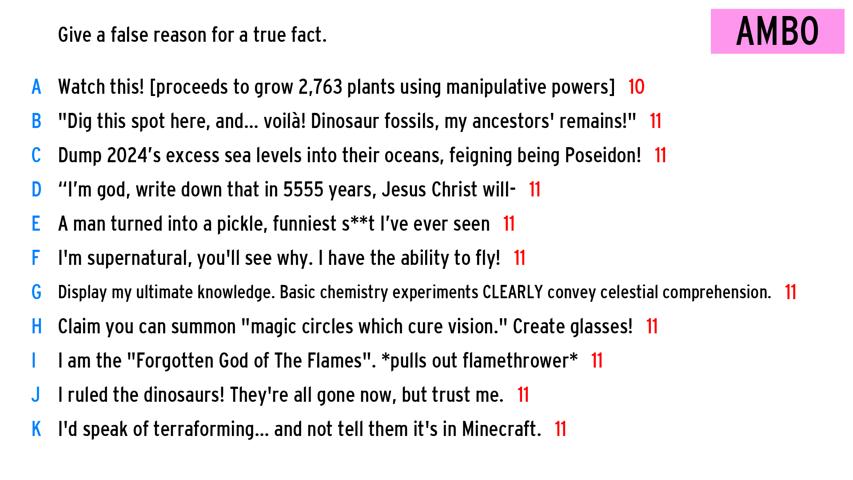 Give a false reason for a true fact.
AMBO
A Watch this! [proceeds to grow 2,763 plants using manipulative powers] 10
B "Dig this spot here, and... voilà! Dinosaur fossils, my ancestors' remains!" 11
C Dump 2024’s excess sea levels into their oceans, feigning being Poseidon! 11
D “I’m god, write down that in 5555 years, Jesus Christ will- 11
E A man turned into a pickle, funniest s**t I’ve ever seen 11
F I'm supernatural, you'll see why. I have the ability to fly! 11
G Display my ultimate knowledge. Basic chemistry experiments CLEARLY convey celestial comprehension. 11
H Claim you can summon "magic circles which cure vision." Create glasses! 11
I I am the "Forgotten God of The Flames". *pulls out flamethrower* 11
J I ruled the dinosaurs! They're all gone now, but trust me. 11
K I'd speak of terraforming... and not tell them it's in Minecraft. 11